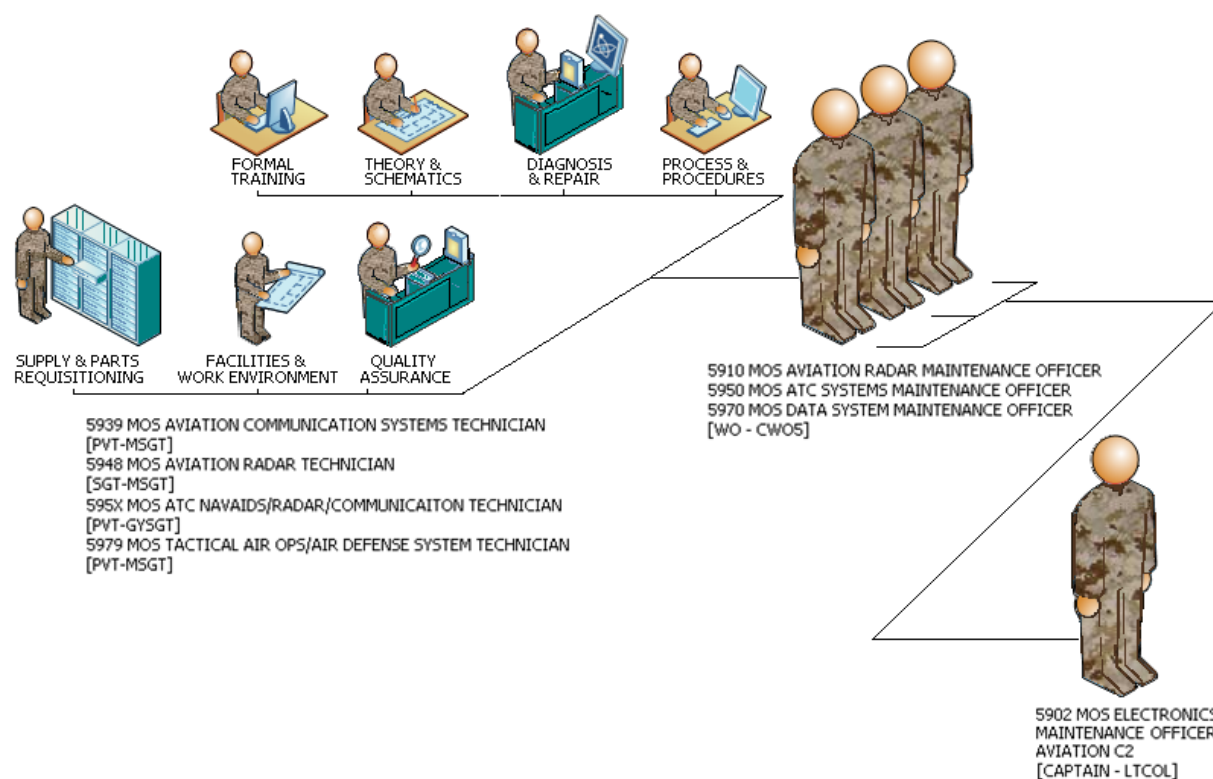 FORMAL
TRAINING
THEORY &
SCHEMATICS
DIAGNOSIS
& REPAIR
PROCESS &
PROCEDURES
SUPPLY & PARTS
REQUISITIONING
FACILITIES &
WORK ENVIRONMENT
QUALITY
ASSURANCE
5939 MOS AVIATION COMMUNICATION SYSTEMS TECHNICIAN
[PVT-MSGT]
5948 MOS AVIATION RADAR TECHNICIAN
[SGT-MSGT]
595X MOS ATC NAVAIDS/RADAR/COMMUNICAITON TECHNICIAN
[PVT-GYSGT]
5979 MOS TACTICAL AIR OPS/AIR DEFENSE SYSTEM TECHNICIAN
[PVT-MSGT]
5910 MOS AVIATION RADAR MAINTENANCE OFFICER
5950 MOS ATC SYSTEMS MAINTENANCE OFFICER
5970 MOS DATA SYSTEM MAINTENANCE OFFICER
[WO - CWO5]
5902 MOS ELECTRONICS
MAINTENANCE OFFICER
AVIATION C2
[CAPTAIN - LTCOL]